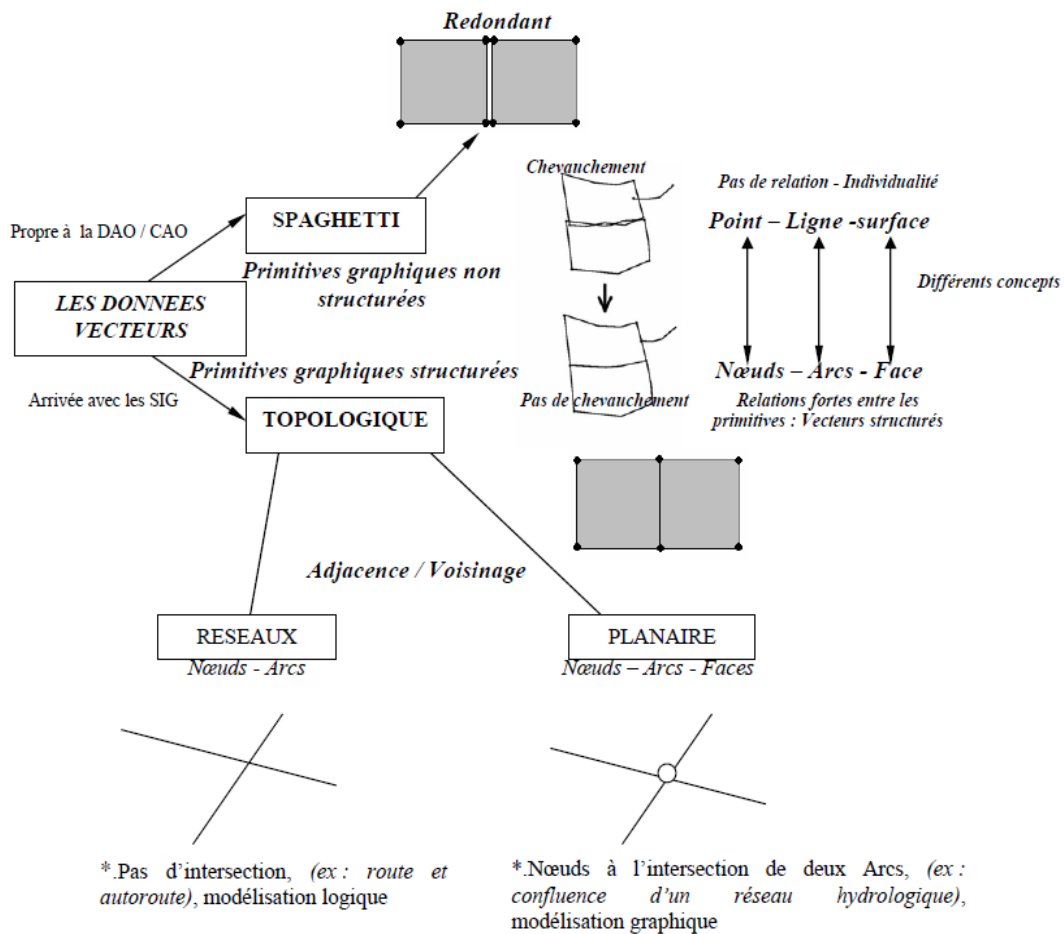 Redondant
Chevauchement
Pas de relation - Individualité
SPAGHETTI
Point – Ligne -surface
Propre à la DAO / CAO
Primitives graphiques non
structurées
Différents concepts
LES DONNEES
VECTEURS
Primitives graphiques structurées
Nœuds – Arcs - Face
Arrivée avec les SIG
Pas de chevauchement
Relations fortes entre les
primitives : Vecteurs structurés
TOPOLOGIQUE
Adjacence / Voisinage
RESEAUX
Nœuds - Arcs
PLANAIRE
Nœuds – Arcs - Faces
*.Pas d’intersection, (ex : route et
autoroute), modélisation logique
*.Nœuds à l’intersection de deux Arcs, (ex :
confluence d’un réseau hydrologique),
modélisation graphique